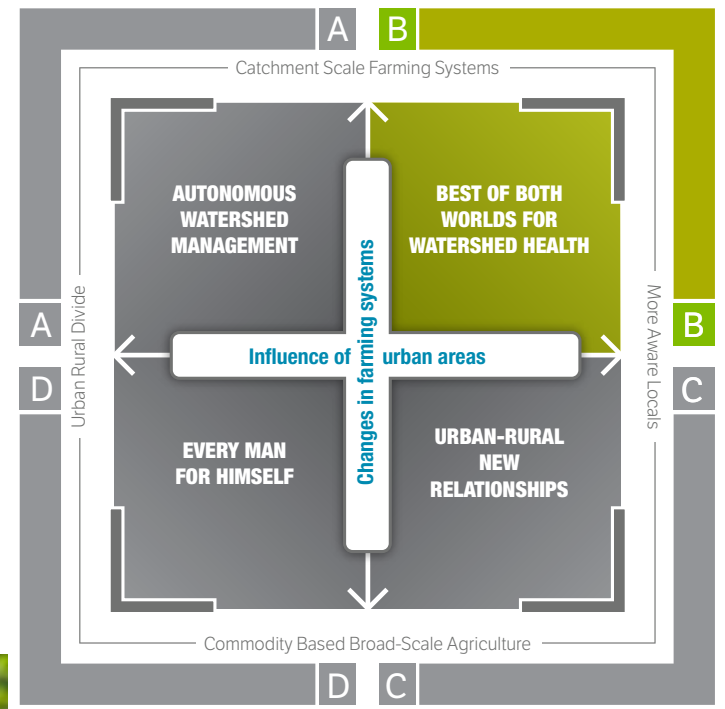 A B
Catchment Scale Farming Systems
AUTONOMOUS
WATERSHED
MANAGEMENT
BEST OF BOTH
WORLDS FOR
WATERSHED HEALTH
A
Urban Rural Divide
D
Influence of urban areas
Changes in farming systems
More Aware Locals
B
C
EVERY MAN
FOR HIMSELF
URBAN-RURAL
NEW
RELATIONSHIPS
Commodity Based Broad-Scale Agriculture
D C